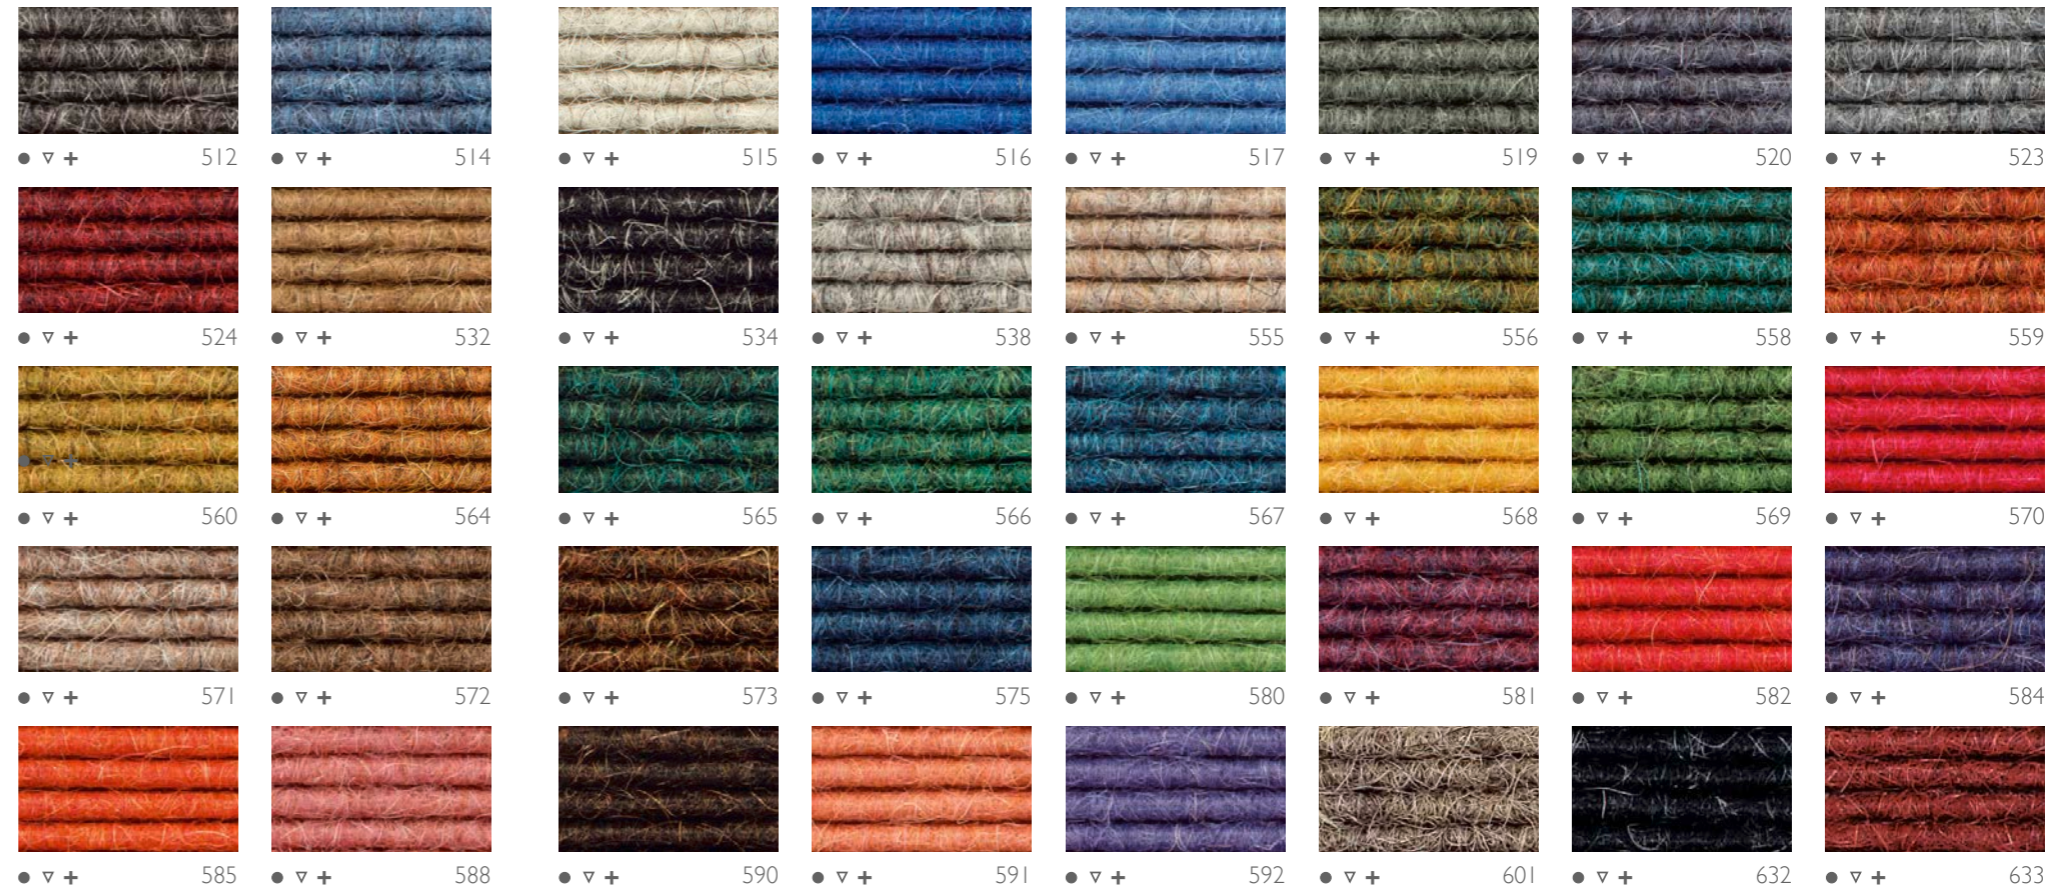 ● ▽ + 512 ● ▽ + 514 ● ▽ + 515 ● ▽ + 516 ● ▽ + 517 ● ▽ + 519 ● ▽ + 520 ● ▽ + 523
● ▽ + 524 ● ▽ + 532 ● ▽ + 534 ● ▽ + 538 ● ▽ + 555 ● ▽ + 556 ● ▽ + 558 ● ▽ + 559
● ▽ + 560 ● ▽ + 564 ● ▽ + 565 ● ▽ + 566 ● ▽ + 567 ● ▽ + 568 ● ▽ + 569 ● ▽ + 570
● ▽ + 571 ● ▽ + 572 ● ▽ + 573 ● ▽ + 575 ● ▽ + 580 ● ▽ + 581 ● ▽ + 582 ● ▽ + 584
● ▽ + 585 ● ▽ + 588 ● ▽ + 590 ● ▽ + 591 ● ▽ + 592 ● ▽ + 601 ● ▽ + 632 ● ▽ + 633